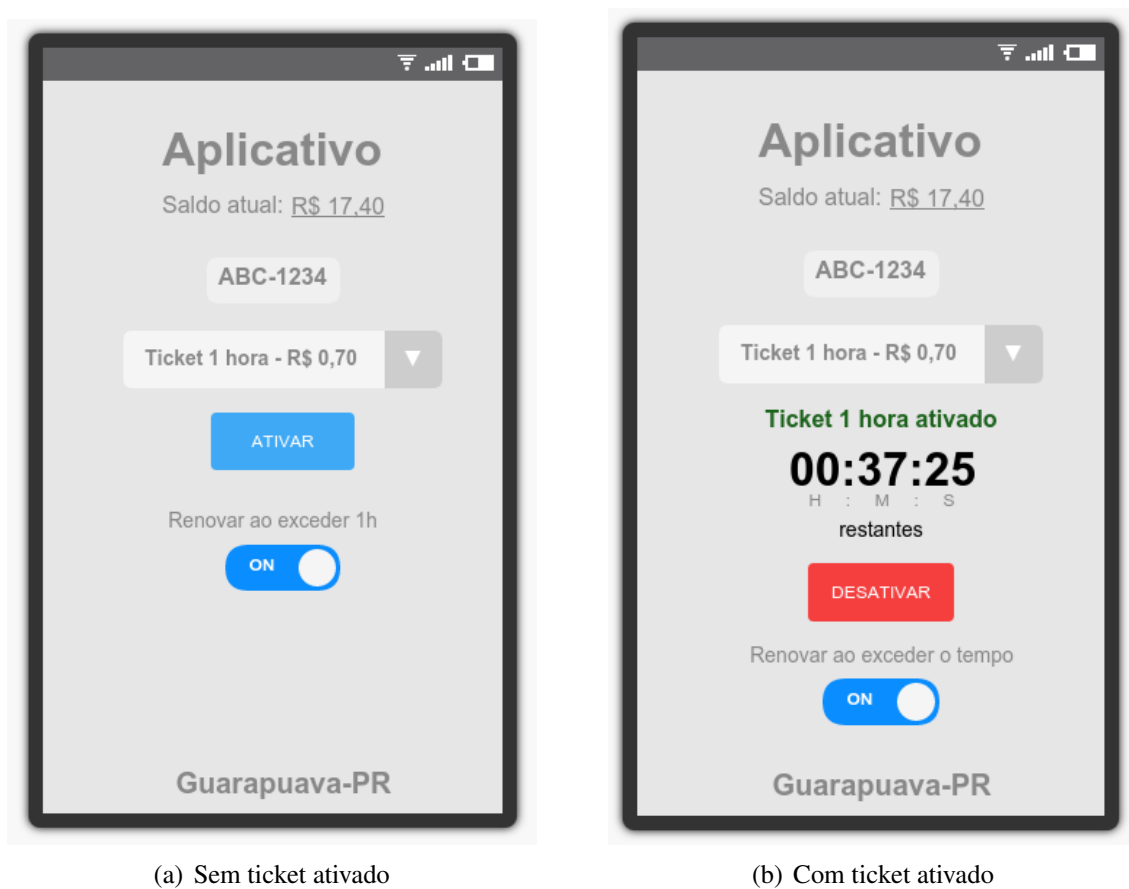 Aplicativo
Saldo atual: R$ 17,40
ABC-1234
Ticket 1 hora - R$ 0,70
ATIVAR
Renovar ao exceder 1h
ON
Guarapuava-PR
(a) Sem ticket ativado
Aplicativo
Saldo atual: R$ 17,40
ABC-1234
Ticket 1 hora - R$ 0,70
Ticket 1 hora ativado
00:37:25
H : M : S
restantes
DESATIVAR
Renovar ao exceder o tempo
ON
Guarapuava-PR
(b) Com ticket ativado